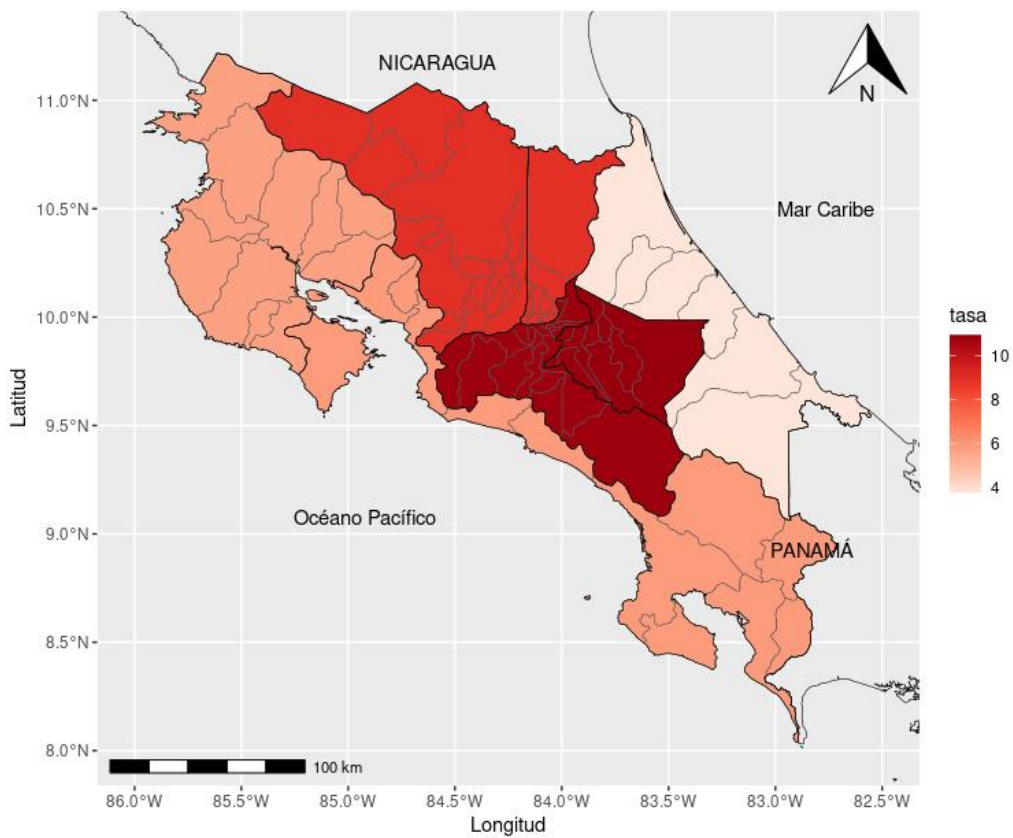 NICARAGUA
N
11.0°N
10.5°N
Mar Caribe
10.0°N
tasa
10
8
6
4
Latitud
9.5°N
Océano Pacífico
9.0°N
PANAMÁ
8.5°N
8.0°N
100 km
86.0°W 85.5°W 85.0°W 84.5°W 84.0°W 83.5°W 83.0°W 82.5°W
Longitud